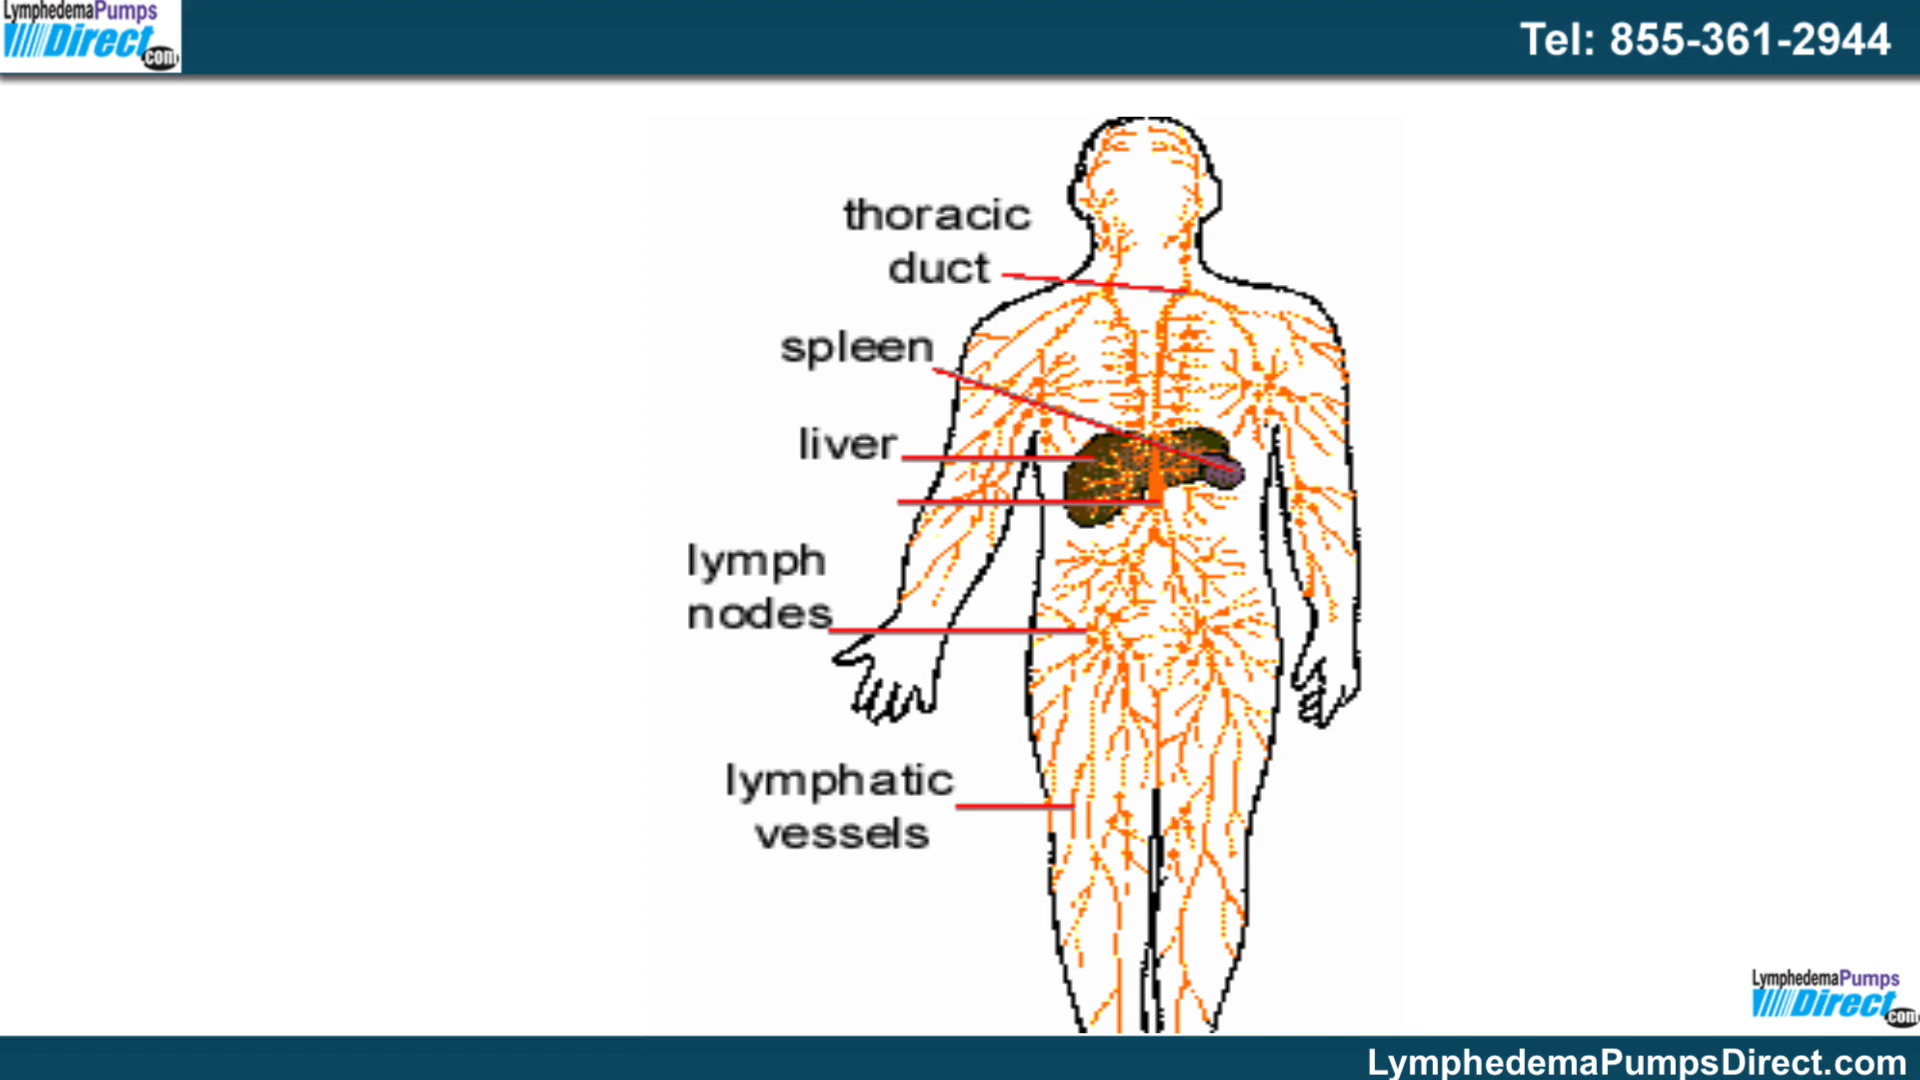 LymphedemaPumps
Direct
.com
Tel: 855-361-2944
thoracic
duct
spleen
liver
lymph
nodes
lymphatic
vessels
LymphedemaPumps
Direct
.com
LymphedemaPumpsDirect.com